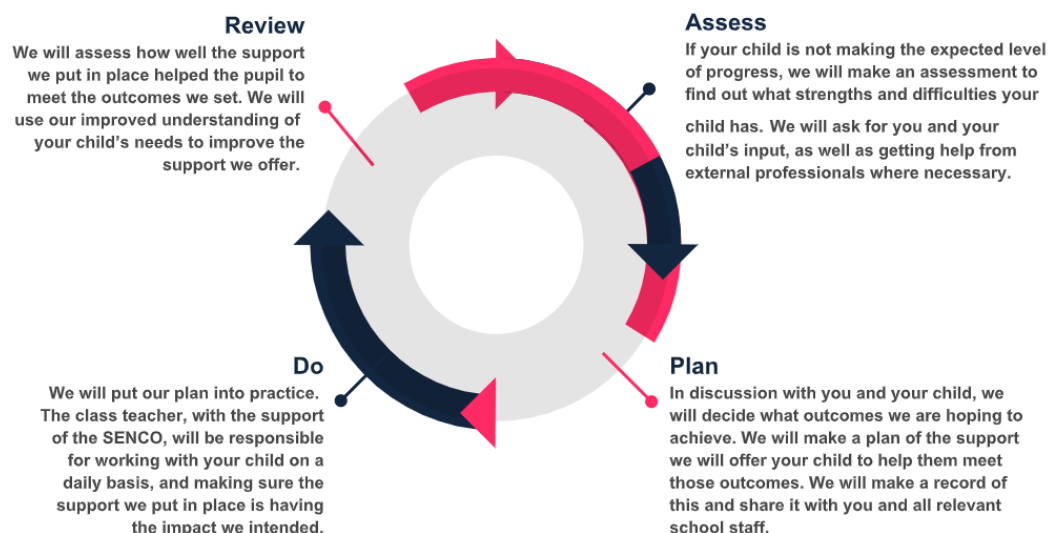 Review
We will assess how well the support
we put in place helped the pupil to
meet the outcomes we set. We will
use our improved understanding of
your child’s needs to improve the
support we offer.
Assess
If your child is not making the expected level
of progress, we will make an assessment to
find out what strengths and difficulties your
child has. We will ask for you and your
child’s input, as well as getting help from
external professionals where necessary.
Do
We will put our plan into practice.
The class teacher, with the support
of the SENCO, will be responsible
for working with your child on a
daily basis, and making sure the
support we put in place is having
the impact we intended.
Plan
In discussion with you and your child, we
will decide what outcomes we are hoping to
achieve. We will make a plan of the support
we will offer your child to help them meet
those outcomes. We will make a record of
this and share it with you and all relevant
school staff.